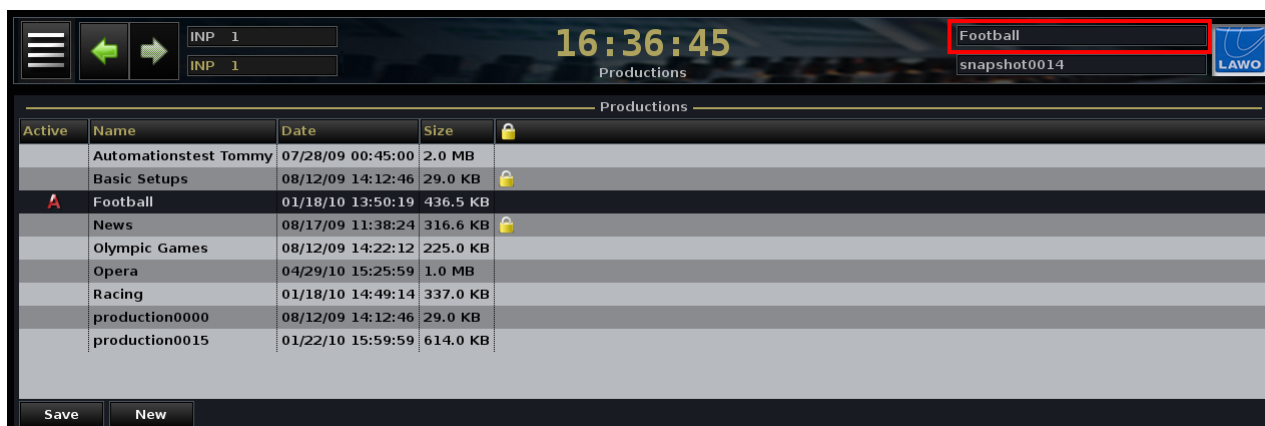 INP 1
INP 1
16:36:45
Productions
Football
snapshot0014
LAWO
Productions
Active Name Date Size
Automationstest Tommy 07/28/09 00:45:00 2.0 MB
Basic Setups 08/12/09 14:12:46 29.0 KB
A Football 01/18/10 13:50:19 436.5 KB
News 08/17/09 11:38:24 316.6 KB
Olympic Games 08/12/09 14:22:12 225.0 KB
Opera 04/29/10 15:25:59 1.0 MB
Racing 01/18/10 14:49:14 337.0 KB
production0000 08/12/09 14:12:46 29.0 KB
production0015 01/22/10 15:59:59 614.0 KB
Save New